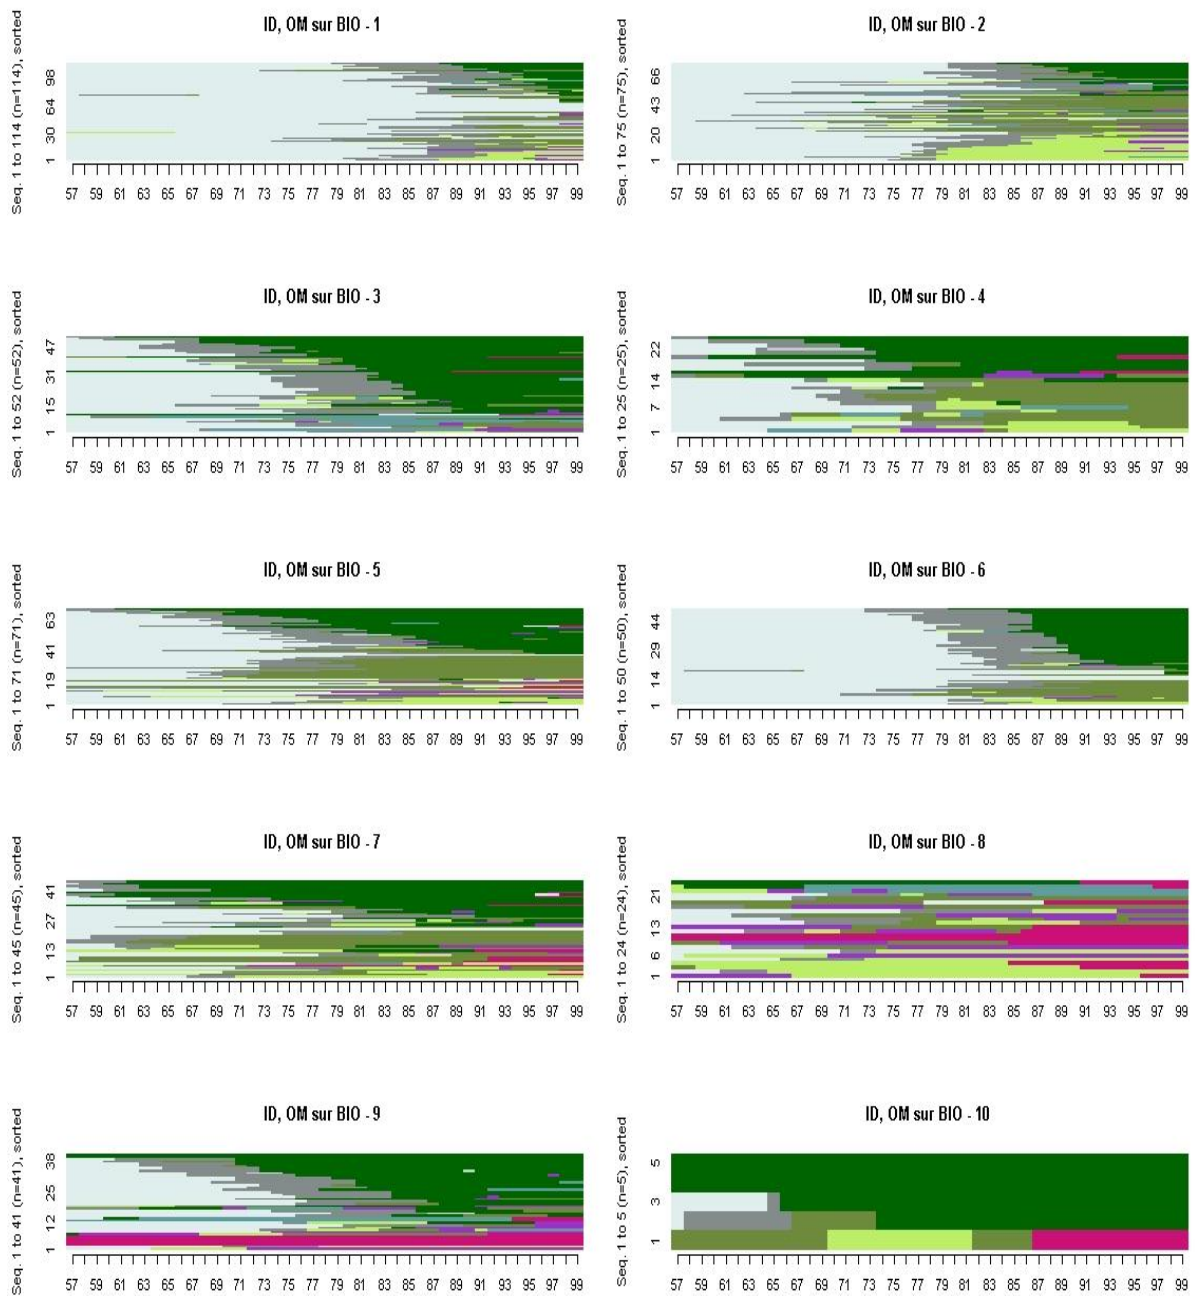 ID, OM sur BIO - 1
Seq. 1 to 114 (n=114), sorted
1 30 64 98
57 59 61 63 65 67 69 71 73 75 77 79 81 83 85 87 89 91 93 95 97 99
ID, OM sur BIO - 2
Seq. 1 to 75 (n=75), sorted
1 20 43 66
57 59 61 63 65 67 69 71 73 75 77 79 81 83 85 87 89 91 93 95 97 99
ID, OM sur BIO - 3
Seq. 1 to 52 (n=52), sorted
1 15 31 47
57 59 61 63 65 67 69 71 73 75 77 79 81 83 85 87 89 91 93 95 97 99
ID, OM sur BIO - 4
Seq. 1 to 25 (n=25), sorted
1 7 14 22
57 59 61 63 65 67 69 71 73 75 77 79 81 83 85 87 89 91 93 95 97 99
ID, OM sur BIO - 5
Seq. 1 to 71 (n=71), sorted
1 19 41 63
57 59 61 63 65 67 69 71 73 75 77 79 81 83 85 87 89 91 93 95 97 99
ID, OM sur BIO - 6
Seq. 1 to 50 (n=50), sorted
1 14 29 44
57 59 61 63 65 67 69 71 73 75 77 79 81 83 85 87 89 91 93 95 97 99
ID, OM sur BIO - 7
Seq. 1 to 45 (n=45), sorted
1 13 27 41
57 59 61 63 65 67 69 71 73 75 77 79 81 83 85 87 89 91 93 95 97 99
ID, OM sur BIO - 8
Seq. 1 to 24 (n=24), sorted
1 6 13 21
57 59 61 63 65 67 69 71 73 75 77 79 81 83 85 87 89 91 93 95 97 99
ID, OM sur BIO - 9
Seq. 1 to 41 (n=41), sorted
1 12 25 38
57 59 61 63 65 67 69 71 73 75 77 79 81 83 85 87 89 91 93 95 97 99
ID, OM sur BIO - 10
Seq. 1 to 5 (n=5), sorted
1 3 5
57 59 61 63 65 67 69 71 73 75 77 79 81 83 85 87 89 91 93 95 97 99